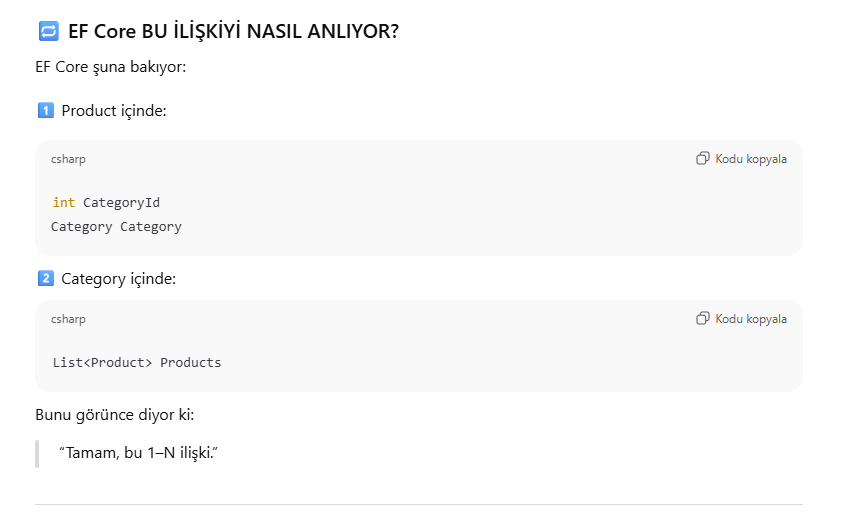 🔁 EF Core BU İLİŞKİYİ NASIL ANLIYOR?
EF Core şuna bakıyor:
1️⃣ Product içinde:
csharp
Kodu kopyala
int CategoryId
Category Category
2️⃣ Category içinde:
csharp
Kodu kopyala
List<Product> Products
Bunu görünce diyor ki:
“Tamam, bu 1–N ilişki.”